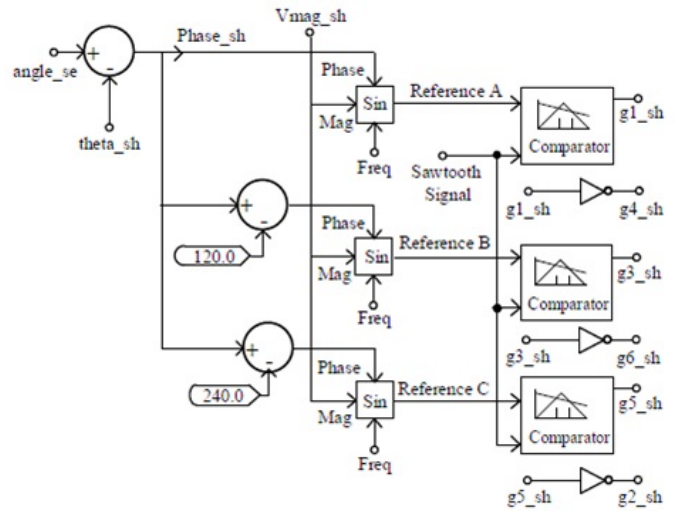 Vmag_sh
Phase_sh
angle_se
+
-
theta_sh
Phase
Sin
Mag
Freq
Reference A
Comparator
g1_sh
Sawtooth
Signal
g1_sh
g4_sh
+
-
120.0
Phase
Sin
Mag
Freq
Reference B
Comparator
g3_sh
g3_sh
g6_sh
+
-
240.0
Phase
Sin
Mag
Freq
Reference C
Comparator
g5_sh
g5_sh
g2_sh